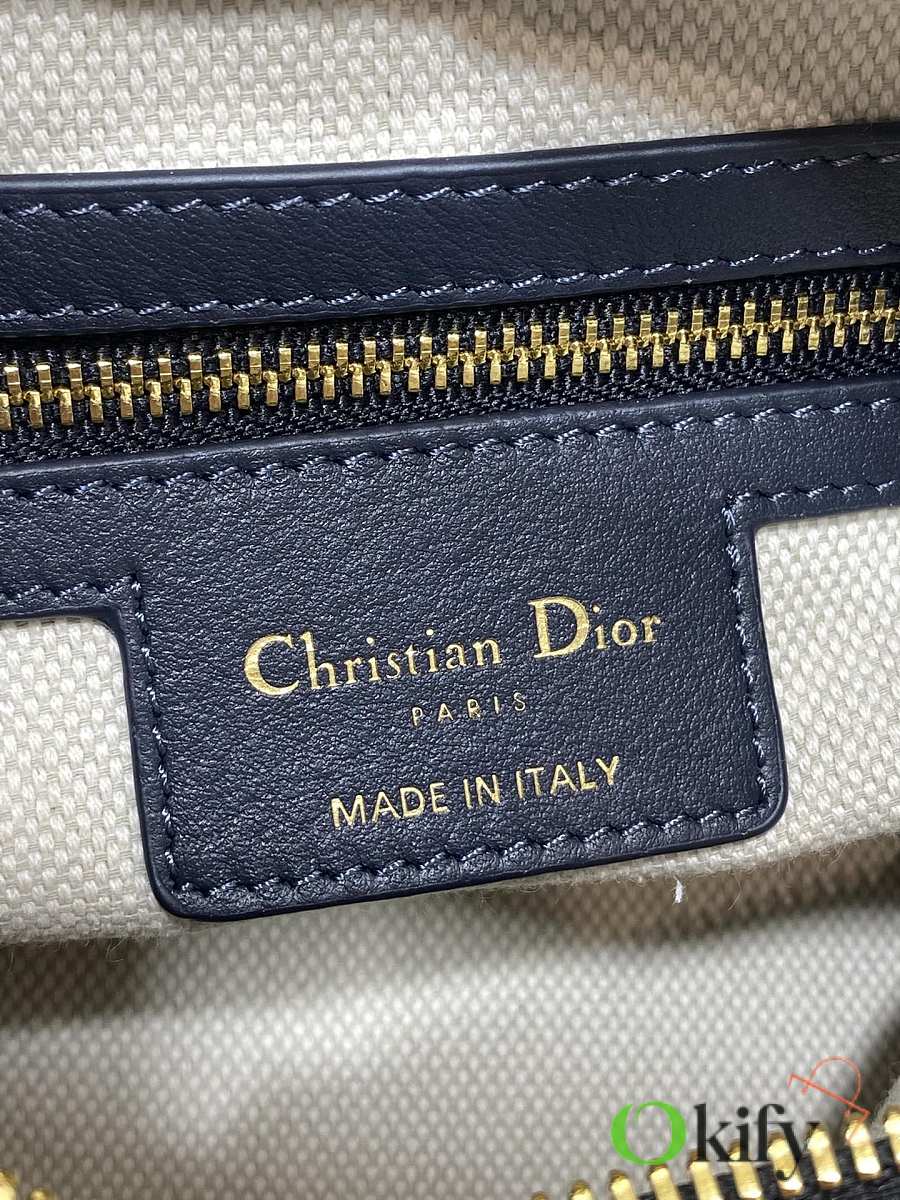 Christian Dior
PARIS
MADE IN ITALY
Okify